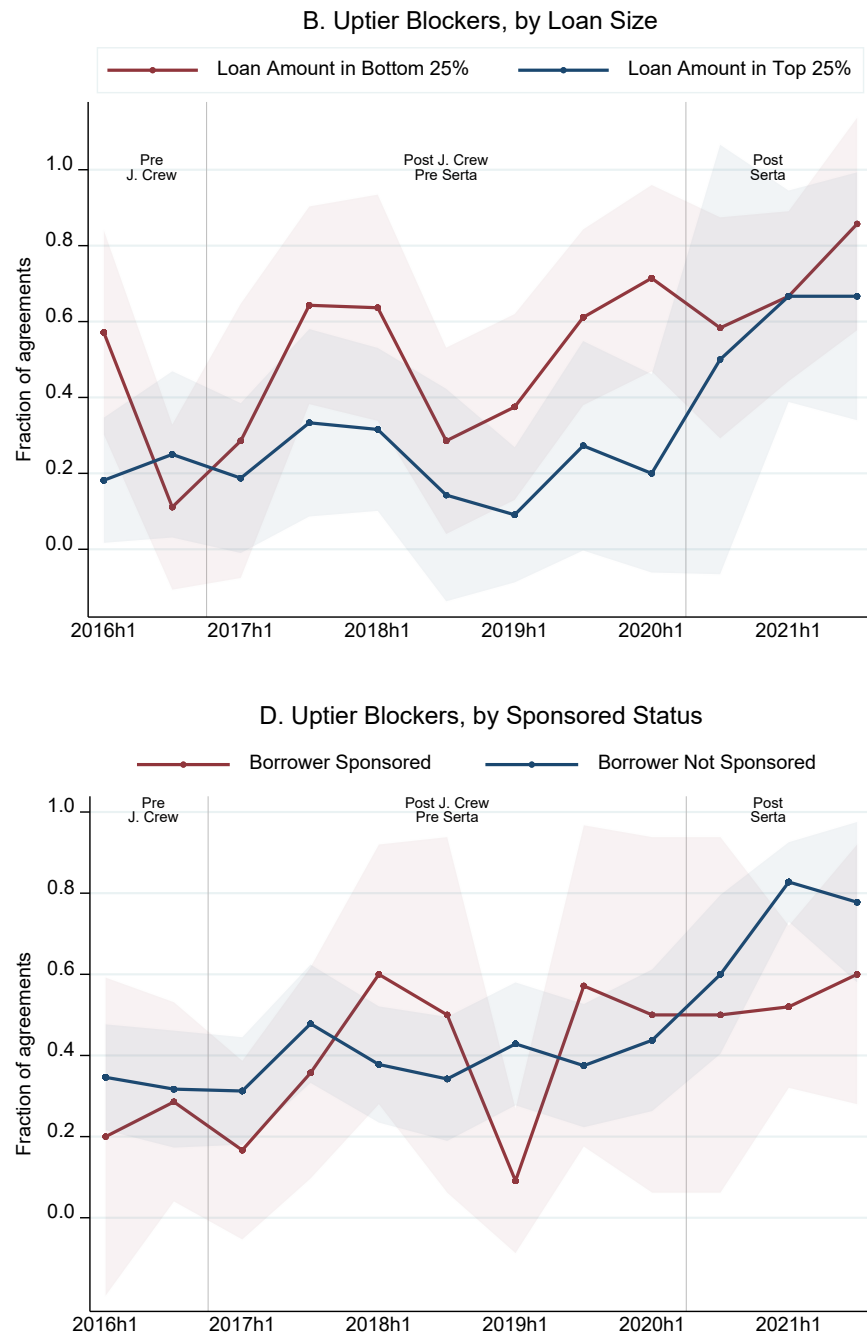 B. Uptier Blockers, by Loan Size
Loan Amount in Bottom 25%
Loan Amount in Top 25%
Pre
J. Crew
Post J. Crew
Pre Serta
Post
Serta
Fraction of agreements
1.0
0.8
0.6
0.4
0.2
0.0
2016h1
2017h1
2018h1
2019h1
2020h1
2021h1
D. Uptier Blockers, by Sponsored Status
Borrower Sponsored
Borrower Not Sponsored
Pre
J. Crew
Post J. Crew
Pre Serta
Post
Serta
Fraction of agreements
1.0
0.8
0.6
0.4
0.2
0.0
2016h1
2017h1
2018h1
2019h1
2020h1
2021h1